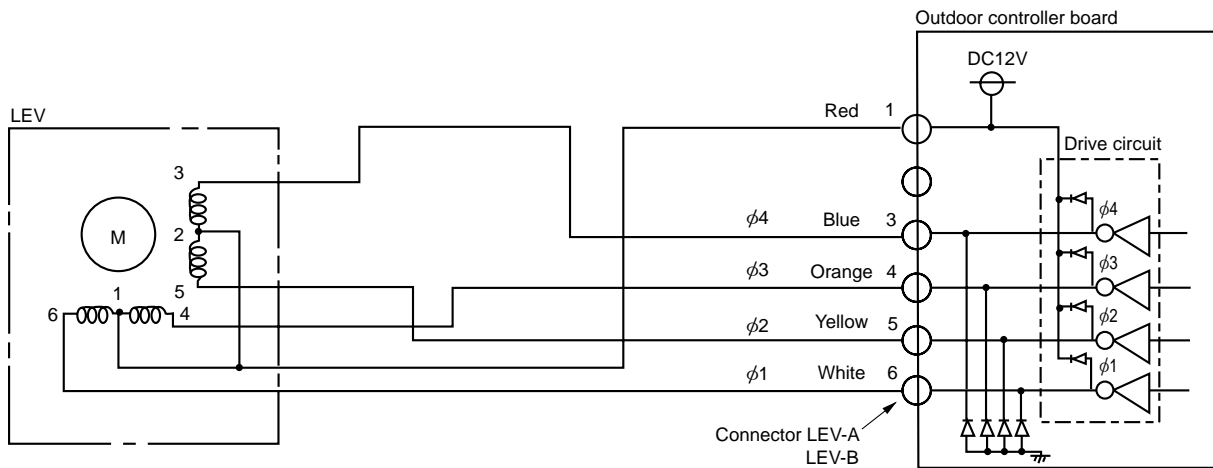 Outdoor controller board
DC12V
LEV
Red 1
Drive circuit
3
M
2
5
6 1 4
ϕ4 Blue 3 ϕ4
ϕ3 Orange 4 ϕ3
ϕ2 Yellow 5 ϕ2
ϕ1 White 6 ϕ1
Connector LEV-A
LEV-B